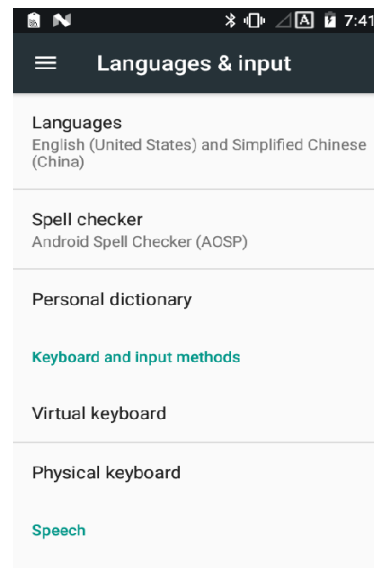 A 7:41
Languages & input
Languages
English (United States) and Simplified Chinese
(China)
Spell checker
Android Spell Checker (AOSP)
Personal dictionary
Keyboard and input methods
Virtual keyboard
Physical keyboard
Speech